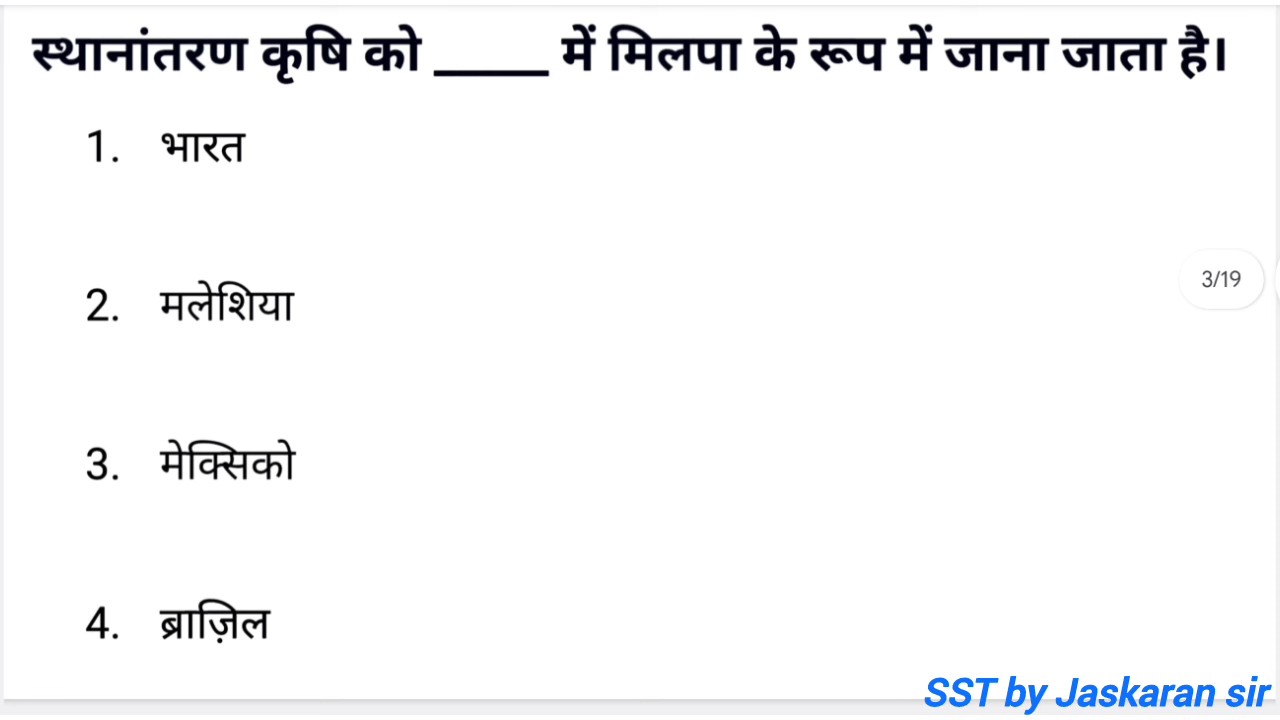 स्थानांतरण कृषि को _____ में मिलपा के रूप में जाना जाता है।
1. भारत
2. मलेशिया
3/19
3. मेक्सिको
4. ब्राज़िल
SST by Jaskaran sir